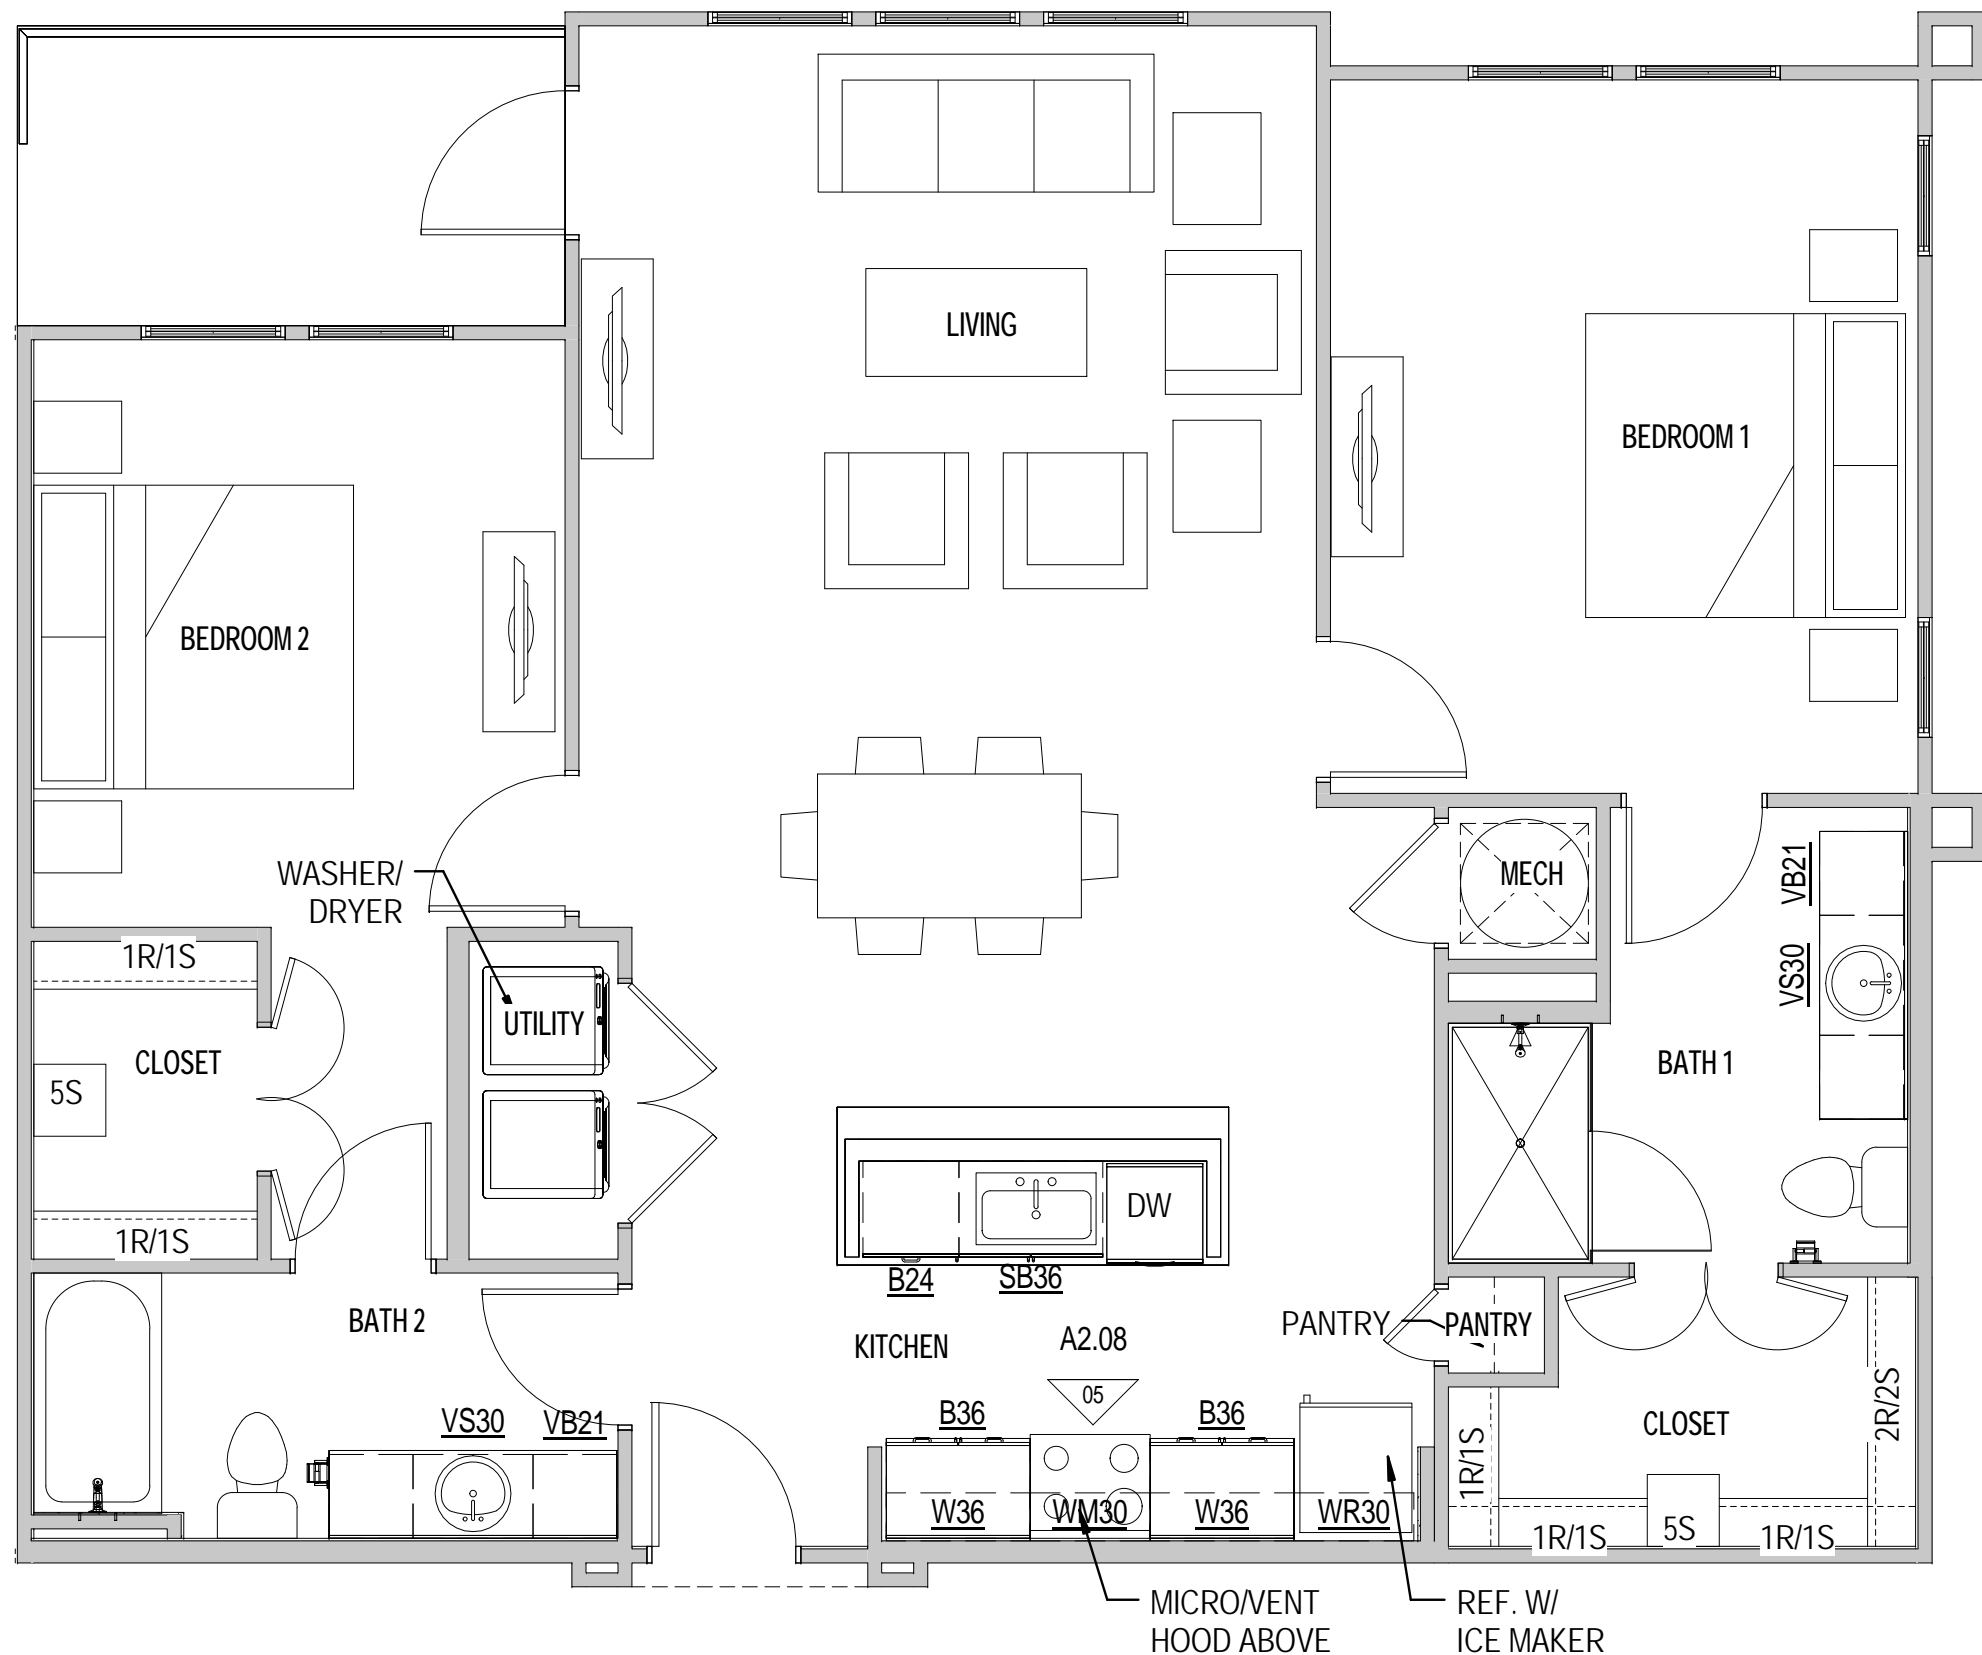 LIVING
BEDROOM 1
BEDROOM 2
WASHER/
DRYER
MECH
VB21
VS30
1R/1S
UTILITY
CLOSET
5S
BATH 1
1R/1S
DW
B24
SB36
BATH 2
KITCHEN
A2.08
05
PANTRY
PANTRY
VS30
VB21
B36
B36
CLOSET
2R/2S
1R/1S
W36
WM30
W36
WR30
1R/1S
5S
1R/1S
MICRO/VENT
HOOD ABOVE
REF. W/
ICE MAKER